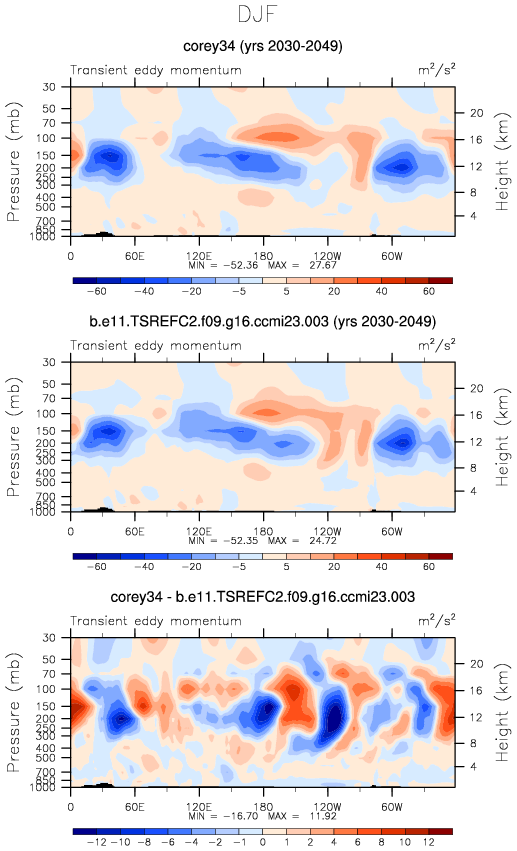 DJF
corey34 (yrs 2030-2049)
Transient eddy momentum m²/s²
Pressure (mb)
30
50
70
100
150
200
250
300
400
500
700
850
1000
20
16
12
8
4
Height (km)
0 60E 120E 180 120W 60W
MIN = -52.36 MAX = 27.67
-60 -40 -20 -5 5 20 40 60
b.e11.TSREFC2.f09.g16.ccmi23.003 (yrs 2030-2049)
Transient eddy momentum m²/s²
Pressure (mb)
30
50
70
100
150
200
250
300
400
500
700
850
1000
20
16
12
8
4
Height (km)
0 60E 120E 180 120W 60W
MIN = -52.35 MAX = 24.72
-60 -40 -20 -5 5 20 40 60
corey34 - b.e11.TSREFC2.f09.g16.ccmi23.003
Transient eddy momentum m²/s²
Pressure (mb)
30
50
70
100
150
200
250
300
400
500
700
850
1000
20
16
12
8
4
Height (km)
0 60E 120E 180 120W 60W
MIN = -16.70 MAX = 11.92
-12 -10 -8 -6 -4 -2 -1 0 1 2 4 6 8 10 12